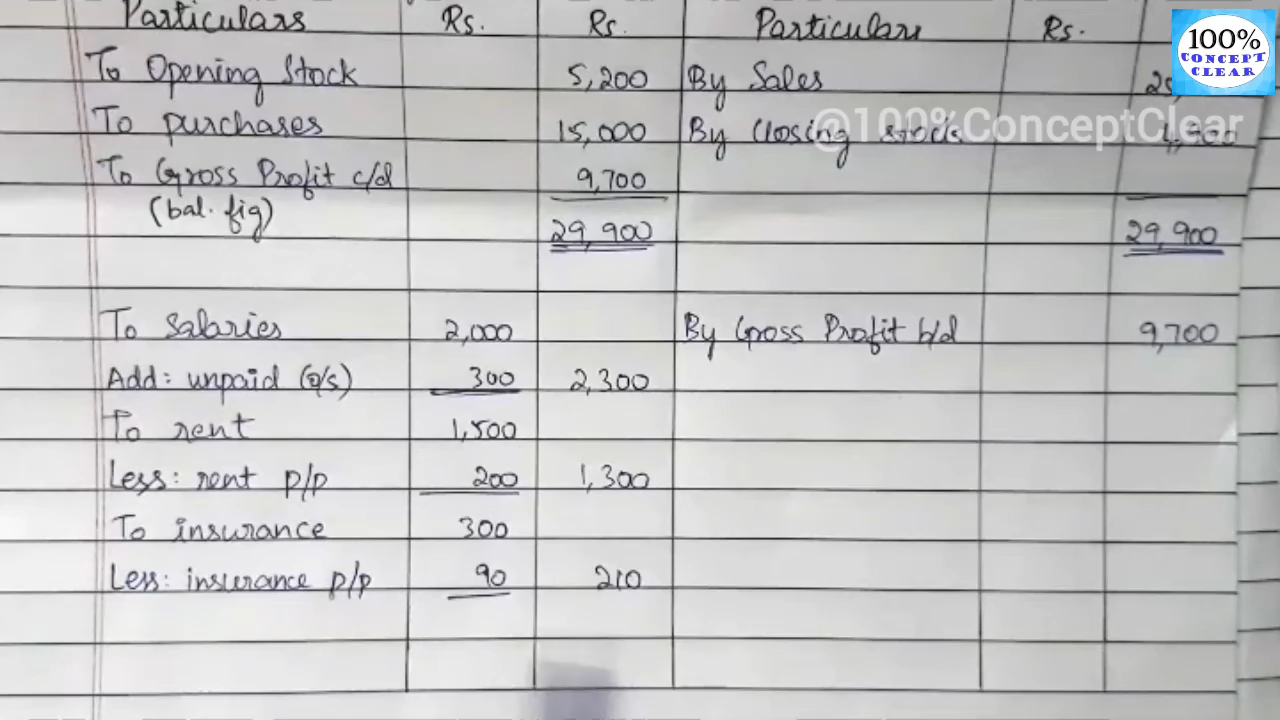 Particulars Rs. Rs. Particulars Rs.
100%
CONCEPT
CLEAR
To Opening Stock 5,200 By Sales
@100%ConceptClear
To purchases 15,000 By Closing stock 4,900
To Gross Profit c/d 9,700
(bal. fig)
29,900 29,900
To Salaries 2,000 By Gross Profit b/d 9,700
Add: unpaid (o/s) 300 2,300
To rent 1,500
Less: rent p/p 200 1,300
To insurance 300
Less: insurance p/p 90 210